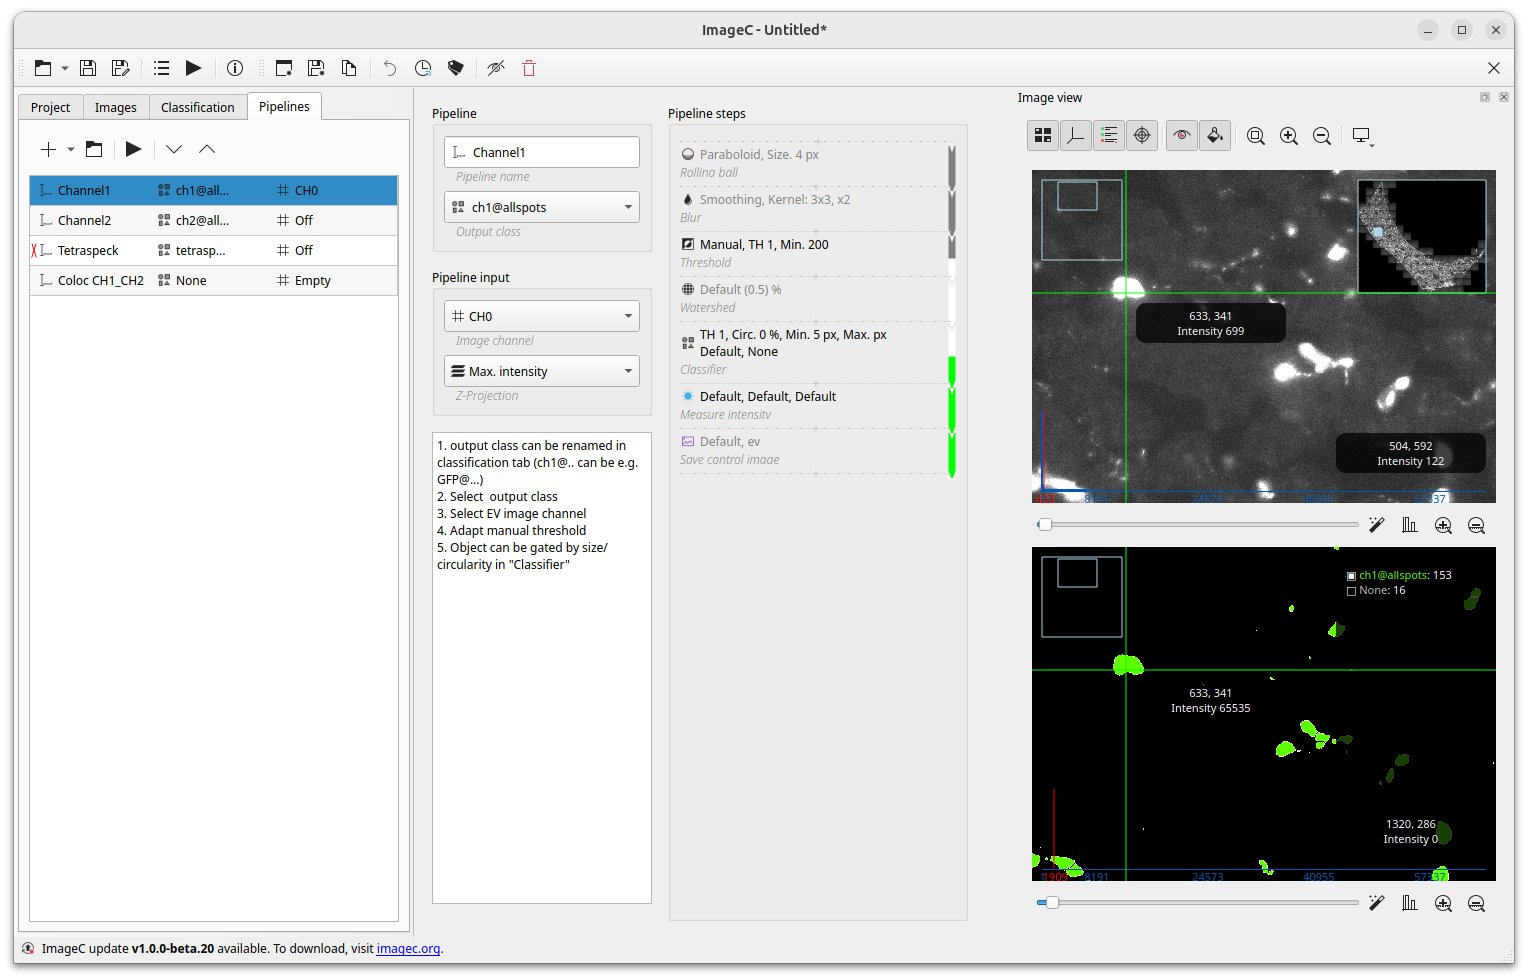 ImageC - Untitled*
Project
Images
Classification
Pipelines
Channel1
ch1@all...
CH0
Channel2
ch2@all...
Off
Tetraspeck
tetrasp...
Off
Coloc CH1_CH2
None
Empty
Pipeline
Channel1
Pipeline name
ch1@allspots
Output class
Pipeline input
CH0
Image channel
Max. intensity
Z-Projection
1. output class can be renamed in
classification tab (ch1@.. can be e.g.
GFP@...)
2. Select  output class
3. Select EV image channel
4. Adapt manual threshold
5. Object can be gated by size/
circularity in "Classifier"
Pipeline steps
Paraboloid, Size. 4 px
Rolling ball
Smoothing, Kernel: 3x3, x2
Blur
Manual, TH 1, Min. 200
Threshold
Default (0.5) %
Watershed
TH 1, Circ. 0 %, Min. 5 px, Max. px
Default, None
Classifier
Default, Default, Default
Measure intensity
Default, ev
Save control image
Image view
633, 341
Intensity 699
504, 592
Intensity 122
8191
24573
40955
ch1@allspots: 153
None: 16
633, 341
Intensity 65535
1320, 286
Intensity 0
8191
24573
40955
57337
ImageC update v1.0.0-beta.20 available. To download, visit imagec.org.